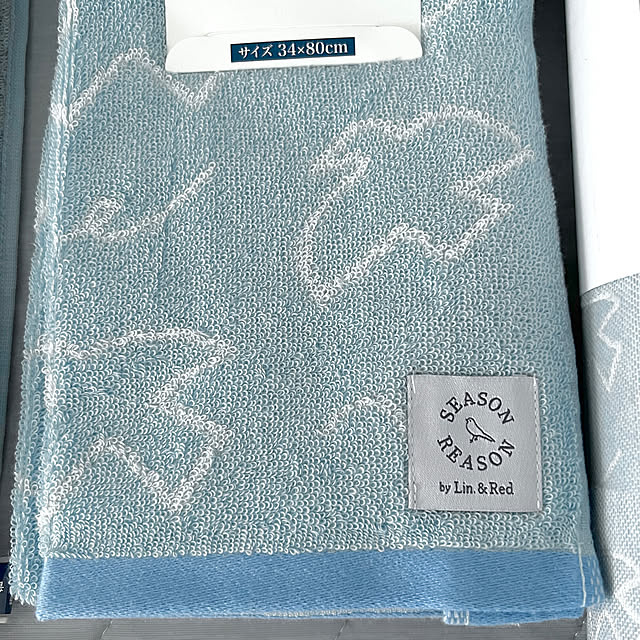 サイズ 34×80cm
SEASON
REASON
by Lin.&Red